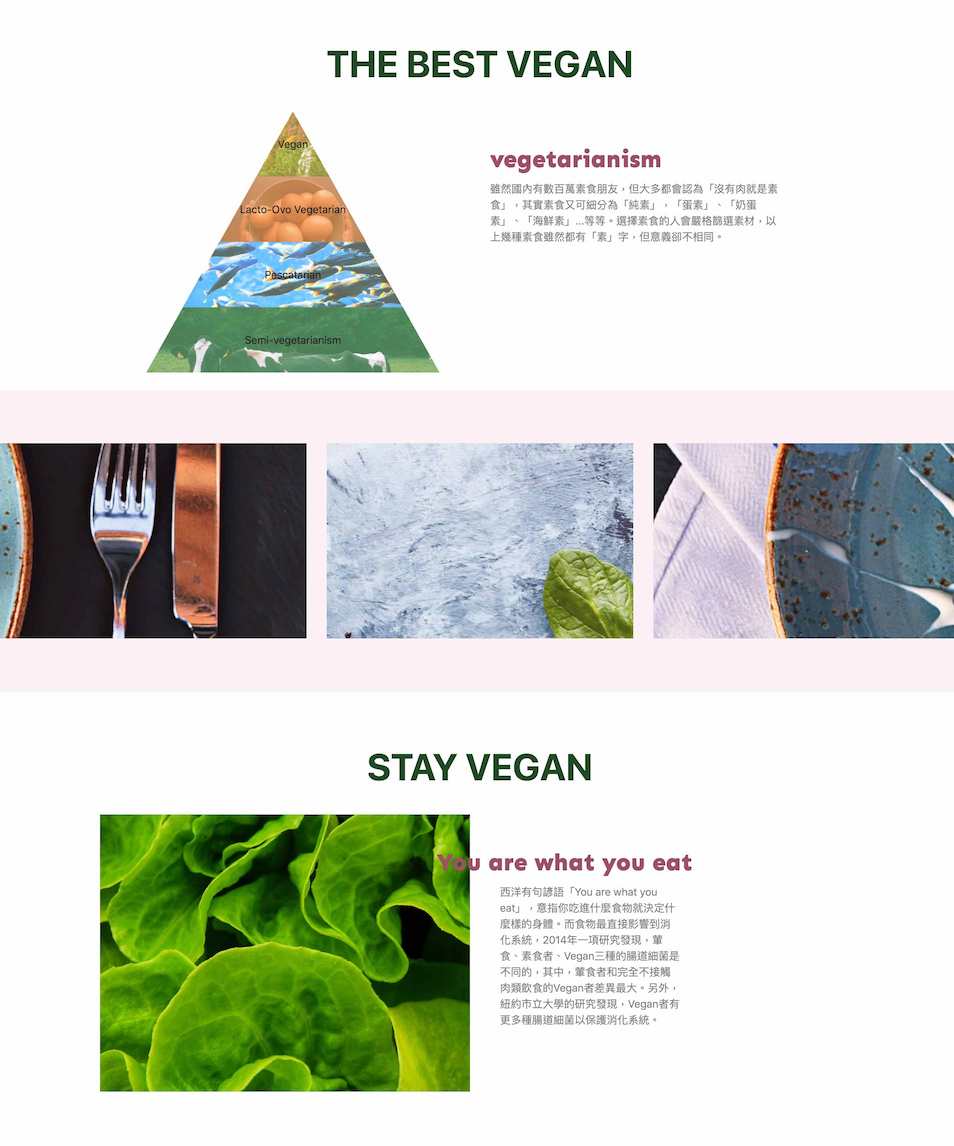 THE BEST VEGAN
Vegan
Lacto-Ovo Vegetarian
Pescatarian
Semi-vegetarianism
vegetarianism
雖然國內有數百萬素食朋友，但大多都會認為「沒有肉就是素
食」，其實素食又可細分為「純素」，「蛋素」、「奶蛋
素」、「海鮮素」...等等。選擇素食的人會嚴格篩選素材，以
上幾種素食雖然都有「素」字，但意義卻不相同。
STAY VEGAN
You are what you eat
西洋有句諺語「You are what you
eat」，意指你吃進什麼食物就決定什
麼樣的身體。而食物最直接影響到消
化系統，2014年一項研究發現，葷
食、素食者、Vegan三種的腸道細菌是
不同的，其中，葷食者和完全不接觸
肉類飲食的Vegan者差異最大。另外，
紐約市立大學的研究發現，Vegan者有
更多種腸道細菌以保護消化系統。